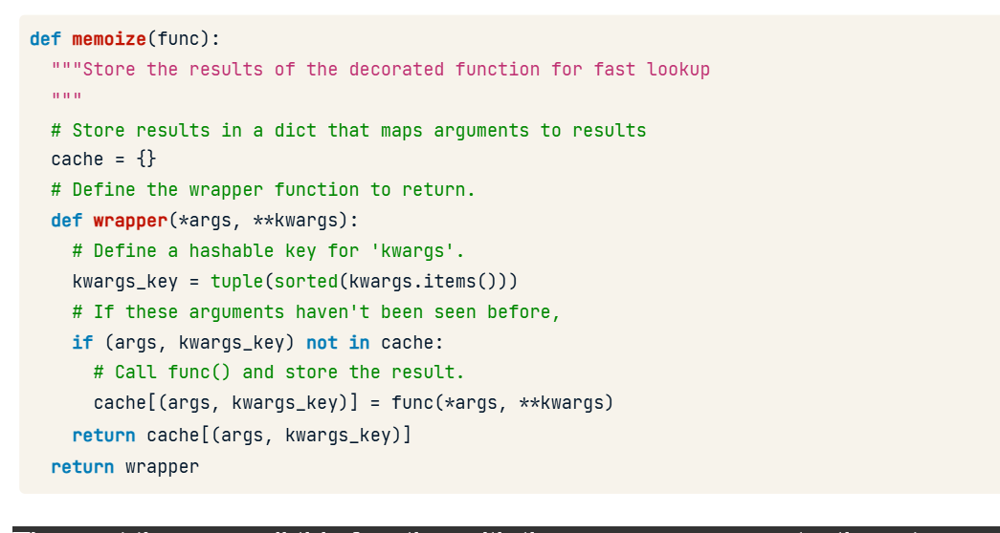 def memoize(func):
"""Store the results of the decorated function for fast lookup
"""
# Store results in a dict that maps arguments to results
cache = {}
# Define the wrapper function to return.
def wrapper(*args, **kwargs):
# Define a hashable key for 'kwargs'.
kwargs_key = tuple(sorted(kwargs.items()))
# If these arguments haven't been seen before,
if (args, kwargs_key) not in cache:
# Call func() and store the result.
cache[(args, kwargs_key)] = func(*args, **kwargs)
return cache[(args, kwargs_key)]
return wrapper